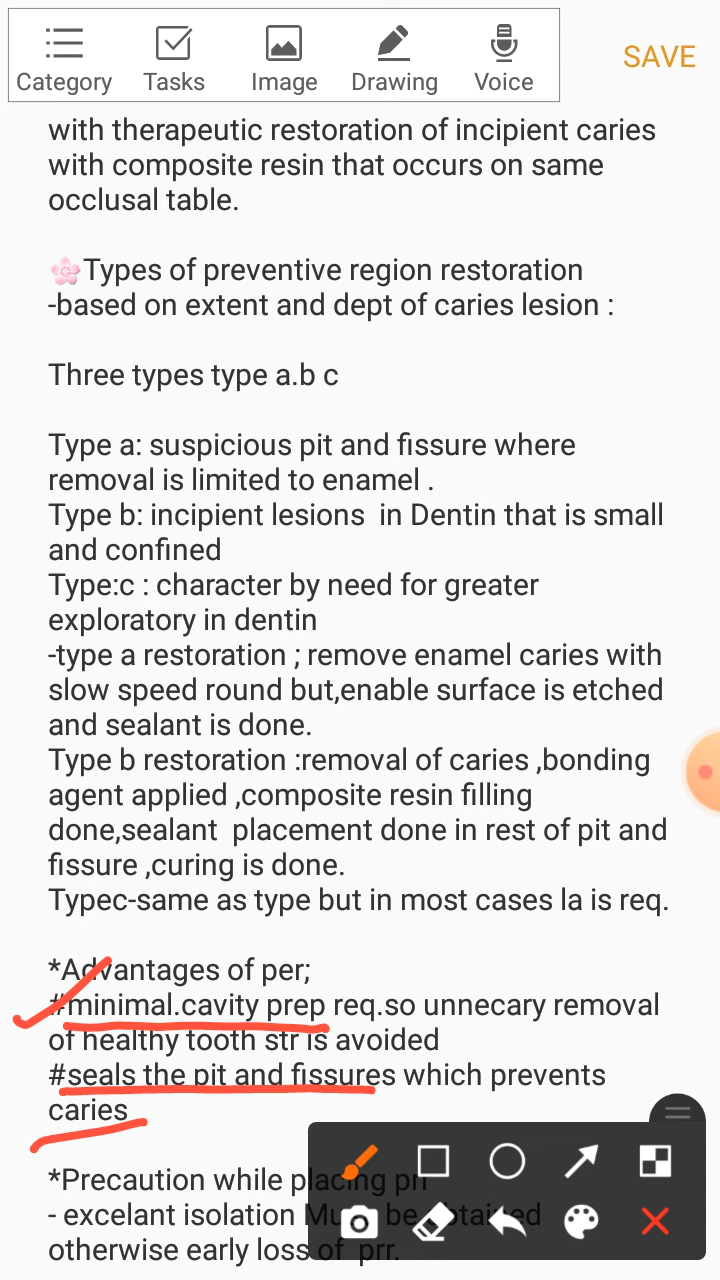 Category Tasks Image Drawing Voice
SAVE
with therapeutic restoration of incipient caries
with composite resin that occurs on same
occlusal table.
🌸Types of preventive region restoration
-based on extent and dept of caries lesion :
Three types type a.b c
Type a: suspicious pit and fissure where
removal is limited to enamel .
Type b: incipient lesions  in Dentin that is small
and confined
Type:c : character by need for greater
exploratory in dentin
-type a restoration ; remove enamel caries with
slow speed round but,enable surface is etched
and sealant is done.
Type b restoration :removal of caries ,bonding
agent applied ,composite resin filling
done,sealant  placement done in rest of pit and
fissure ,curing is done.
Typec-same as type but in most cases la is req.
*Advantages of per;
#minimal.cavity prep req.so unnecary removal
of healthy tooth str is avoided
#seals the pit and fissures which prevents
caries
*Precaution while placing prr
- excelant isolation Must be obtained
otherwise early loss of  prr.